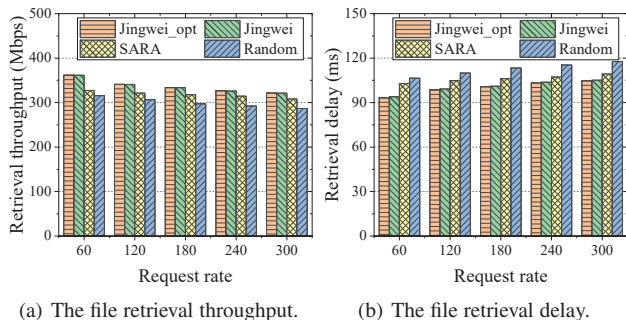 500
400
300
200
100
0
Retrieval throughput (Mbps)
Jingwei_opt
Jingwei
SARA
Random
60
120
180
240
300
Request rate
150
120
90
60
30
0
Retrieval delay (ms)
Jingwei_opt
Jingwei
SARA
Random
60
120
180
240
300
Request rate
(a) The file retrieval throughput.
(b) The file retrieval delay.